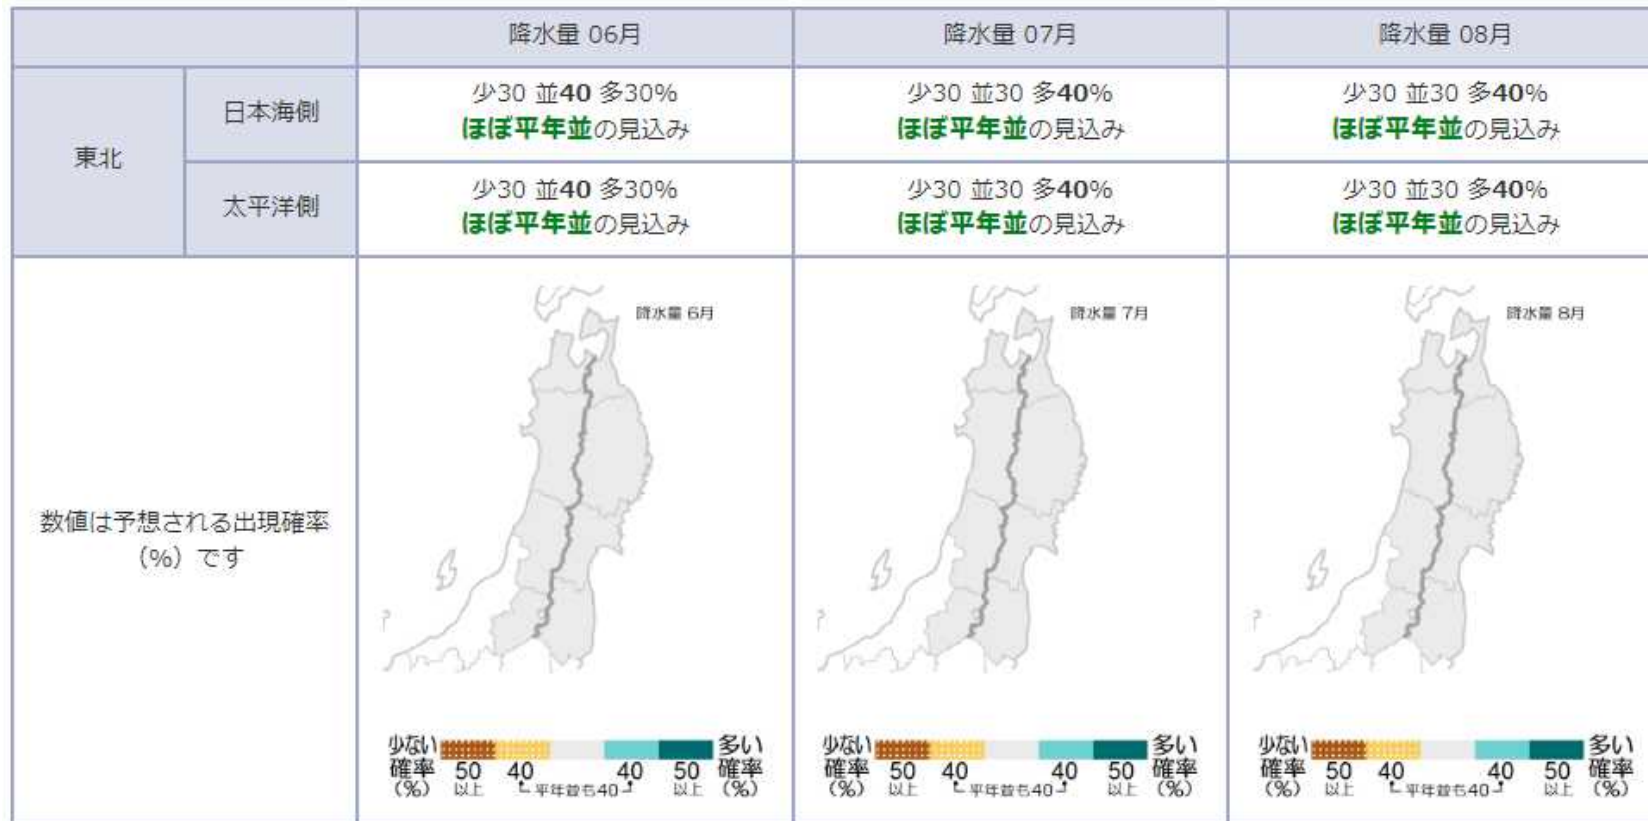 降水量 06月 降水量 07月 降水量 08月
東北
日本海側
少30 並40 多30%
ほぼ平年並の見込み
少30 並30 多40%
ほぼ平年並の見込み
少30 並30 多40%
ほぼ平年並の見込み
太平洋側
少30 並40 多30%
ほぼ平年並の見込み
少30 並30 多40%
ほぼ平年並の見込み
少30 並30 多40%
ほぼ平年並の見込み
数値は予想される出現確率
（%）です
降水量 6月
少ない 多い
確率 50 40 40 50 確率
(%) 以上 平年並も40 以上 (%)
降水量 7月
少ない 多い
確率 50 40 40 50 確率
(%) 以上 平年並も40 以上 (%)
降水量 8月
少ない 多い
確率 50 40 40 50 確率
(%) 以上 平年並も40 以上 (%)